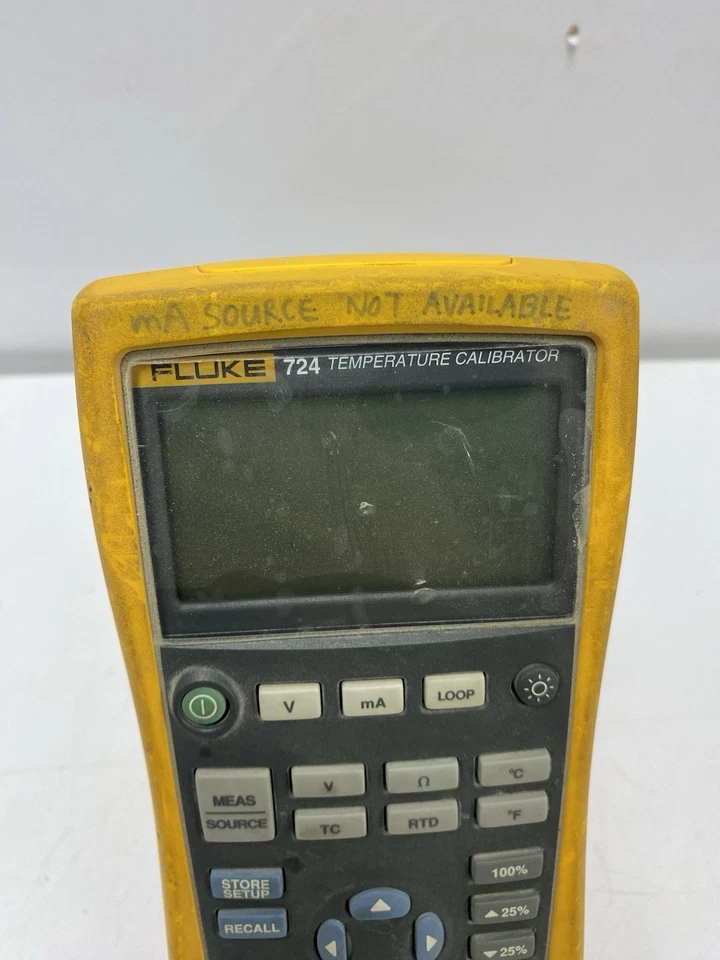 mA SOURCE NOT AVAILABLE
FLUKE 724 TEMPERATURE CALIBRATOR
V mA LOOP
MEAS SOURCE
V Ω °C
TC RTD °F
STORE SETUP
100%
▲ 25%
RECALL
▼ 25%